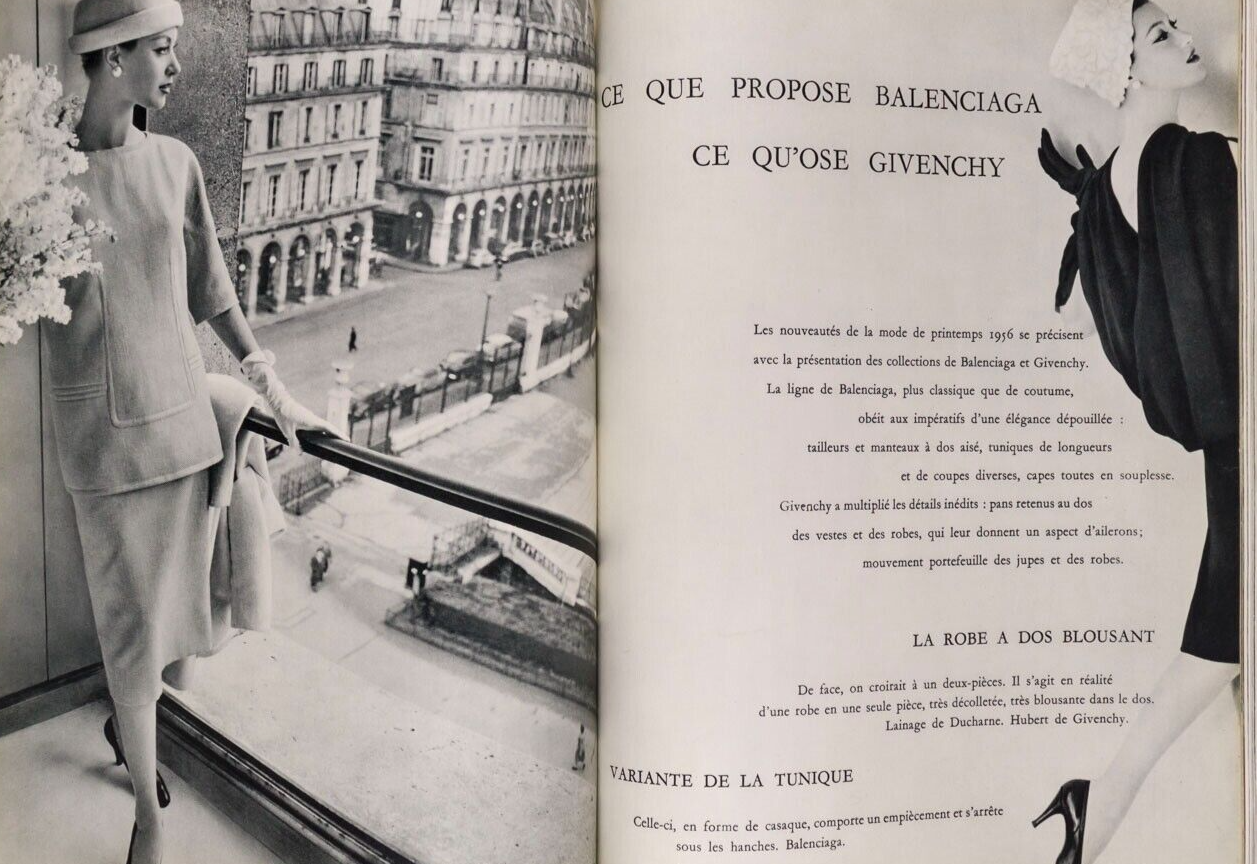 CE QUE PROPOSE BALENCIAGA
CE QU'OSE GIVENCHY
Les nouveautés de la mode de printemps 1956 se précisent
avec la présentation des collections de Balenciaga et Givenchy.
La ligne de Balenciaga, plus classique que de coutume,
obéit aux impératifs d'une élégance dépouillée :
tailleurs et manteaux à dos aisé, tuniques de longueurs
et de coupes diverses, capes toutes en souplesse.
Givenchy a multiplié les détails inédits : pans retenus au dos
des vestes et des robes, qui leur donnent un aspect d'ailerons;
mouvement portefeuille des jupes et des robes.
LA ROBE A DOS BLOUSANT
De face, on croirait à un deux-pièces. Il s'agit en réalité
d'une robe en une seule pièce, très décolletée, très blousante dans le dos.
Lainage de Ducharne. Hubert de Givenchy.
VARIANTE DE LA TUNIQUE
Celle-ci, en forme de casaque, comporte un empiècement et s'arrête
sous les hanches. Balenciaga.